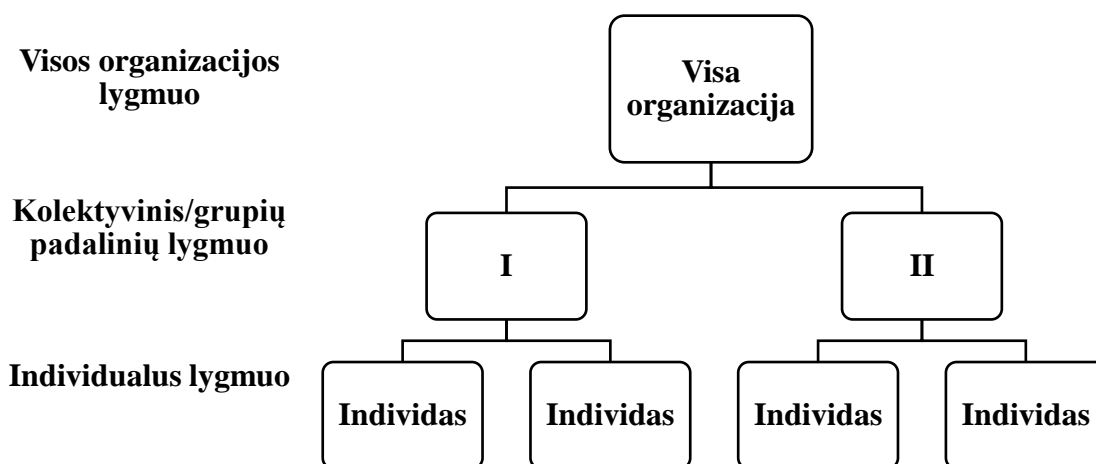 Visos organizacijos
lygmuo
Visa
organizacija
Kolektyvinis/grupių
padalinių lygmuo
I
II
Individualus lygmuo
Individas
Individas
Individas
Individas